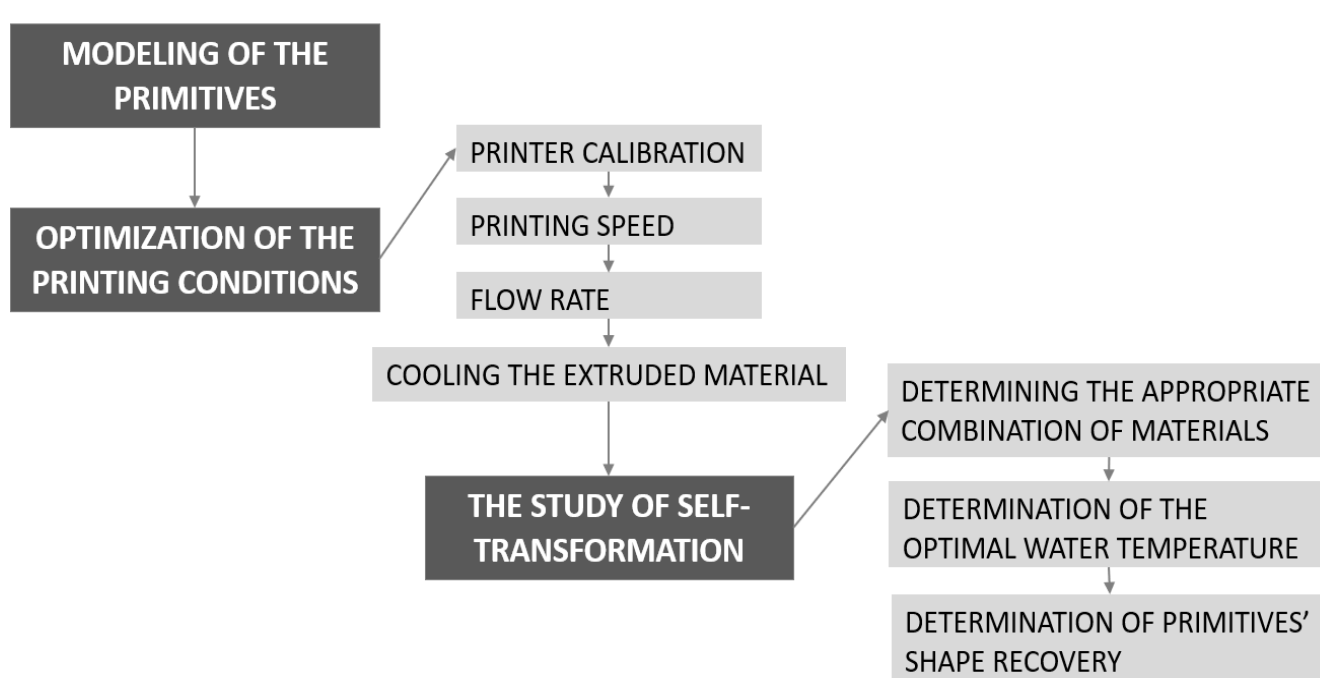 MODELING OF THE
PRIMITIVES
OPTIMIZATION OF THE
PRINTING CONDITIONS
PRINTER CALIBRATION
PRINTING SPEED
FLOW RATE
COOLING THE EXTRUDED MATERIAL
THE STUDY OF SELF-
TRANSFORMATION
DETERMINING THE APPROPRIATE
COMBINATION OF MATERIALS
DETERMINATION OF THE
OPTIMAL WATER TEMPERATURE
DETERMINATION OF PRIMITIVES’
SHAPE RECOVERY